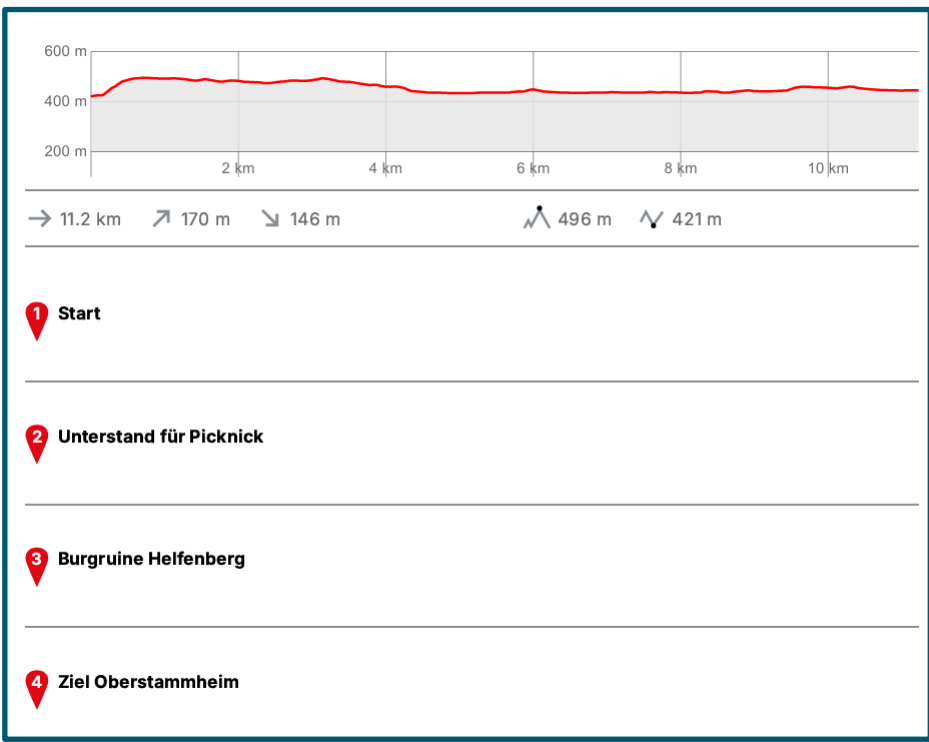 600 m
400 m
200 m
2 km
4 km
6 km
8 km
10 km
11.2 km 170 m 146 m 496 m 421 m
1 Start
2 Unterstand für Picknick
3 Burgruine Helfenberg
4 Ziel Oberstammheim